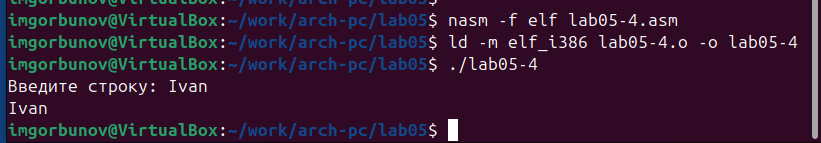 imgorbunov@VirtualBox:~/work/arch-pc/lab05$ nasm -f elf lab05-4.asm
imgorbunov@VirtualBox:~/work/arch-pc/lab05$ ld -m elf_i386 lab05-4.o -o lab05-4
imgorbunov@VirtualBox:~/work/arch-pc/lab05$ ./lab05-4
Введите строку: Ivan
Ivan
imgorbunov@VirtualBox:~/work/arch-pc/lab05$